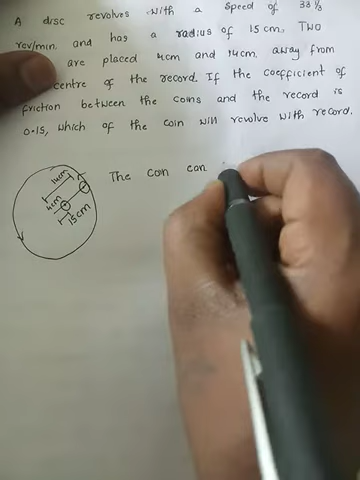 A disc revolves with a speed of 33⅓
rev/min. and has a radius of 15 cm. Two
are placed 4cm and 14cm away from
centre of the record. If the coefficient of
friction between the coins and the record is
0.15, which of the coin will revolve with record.
The coin can
14cm
4cm
15cm